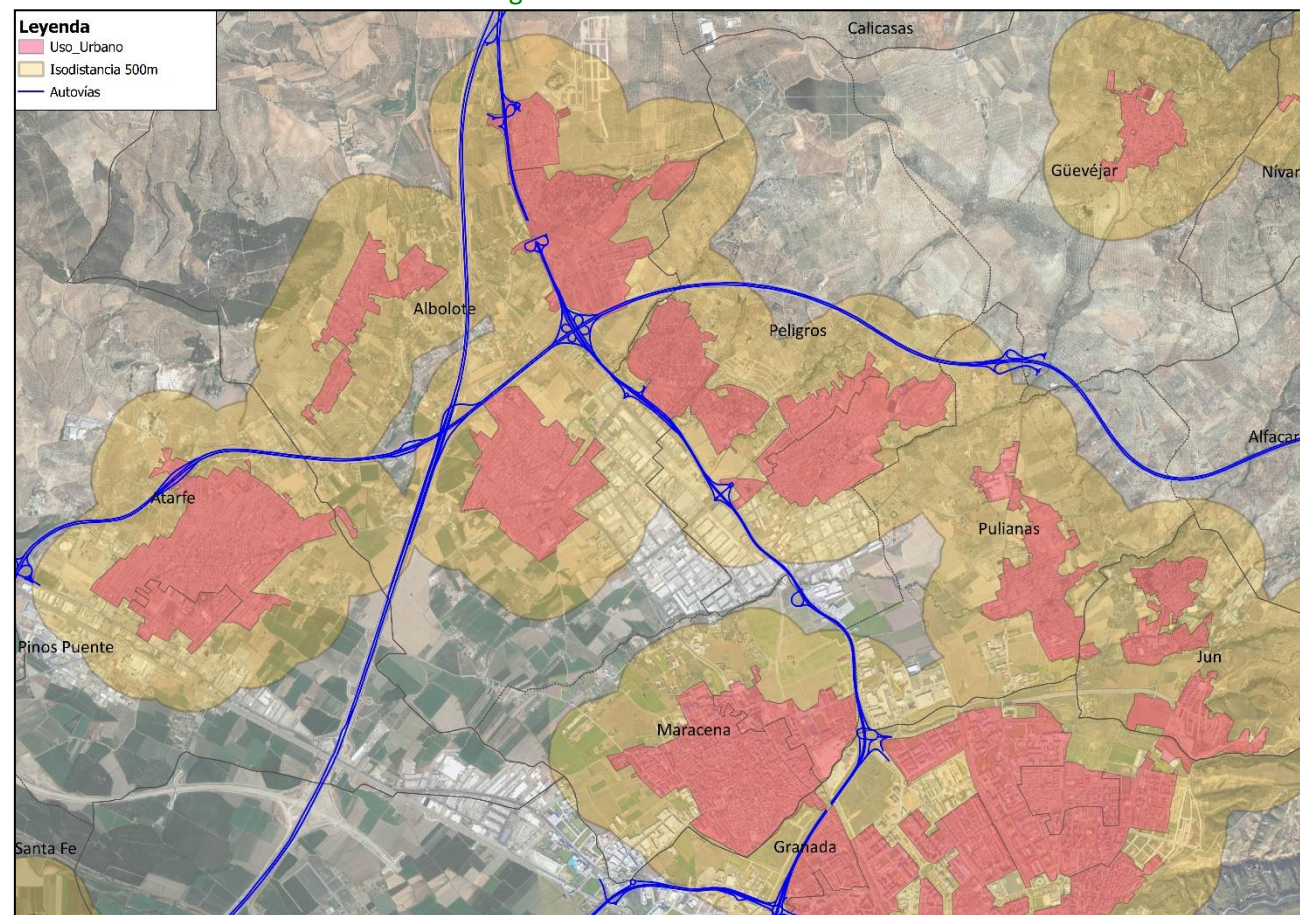 Leyenda
Uso_Urbano
Isodistancia 500m
Autovías
Calicasas
Güevéjar
Nívar
Albolote
Peligros
Alfacar
Atarfe
Pulianas
Pinos Puente
Jun
Maracena
Santa Fe
Granada